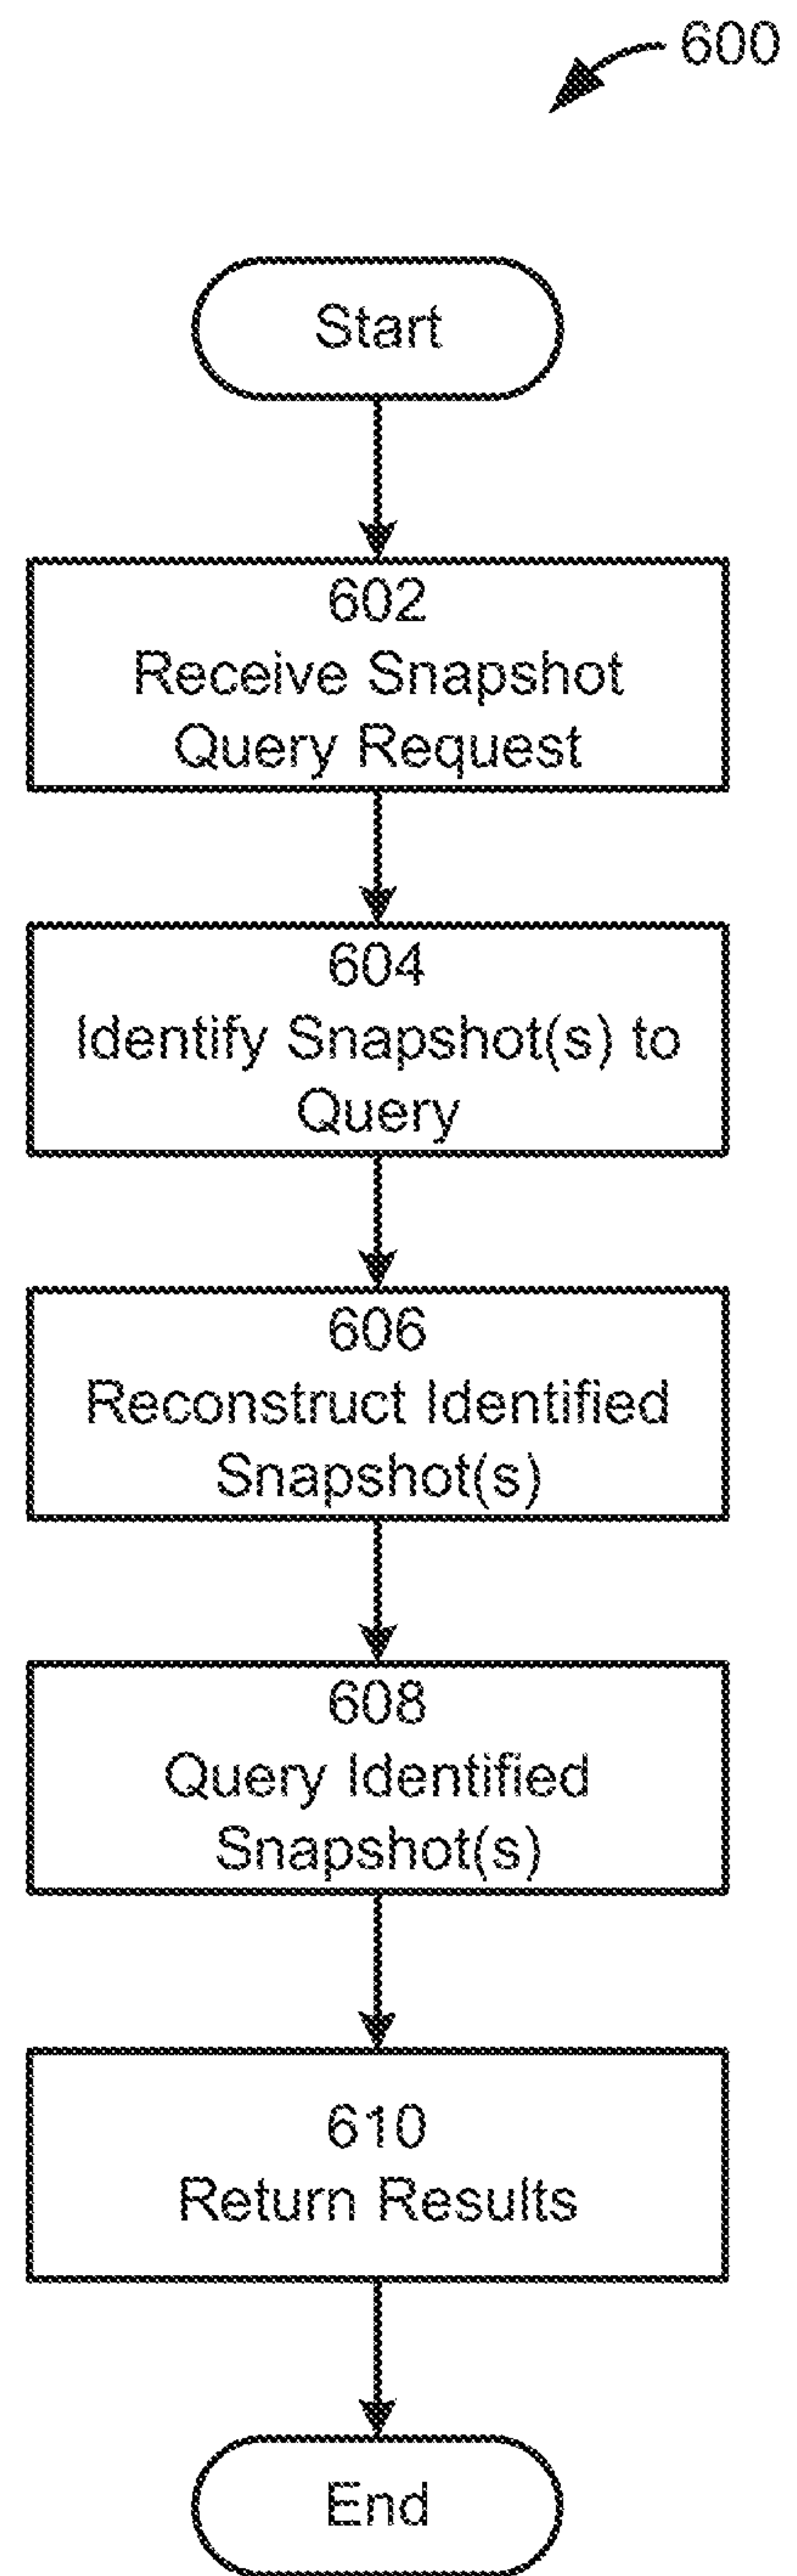 600
Start
602
Receive Snapshot
Query Request
604
Identify Snapshot(s) to
Query
606
Reconstruct Identified
Snapshot(s)
608
Query Identified
Snapshot(s)
610
Return Results
End